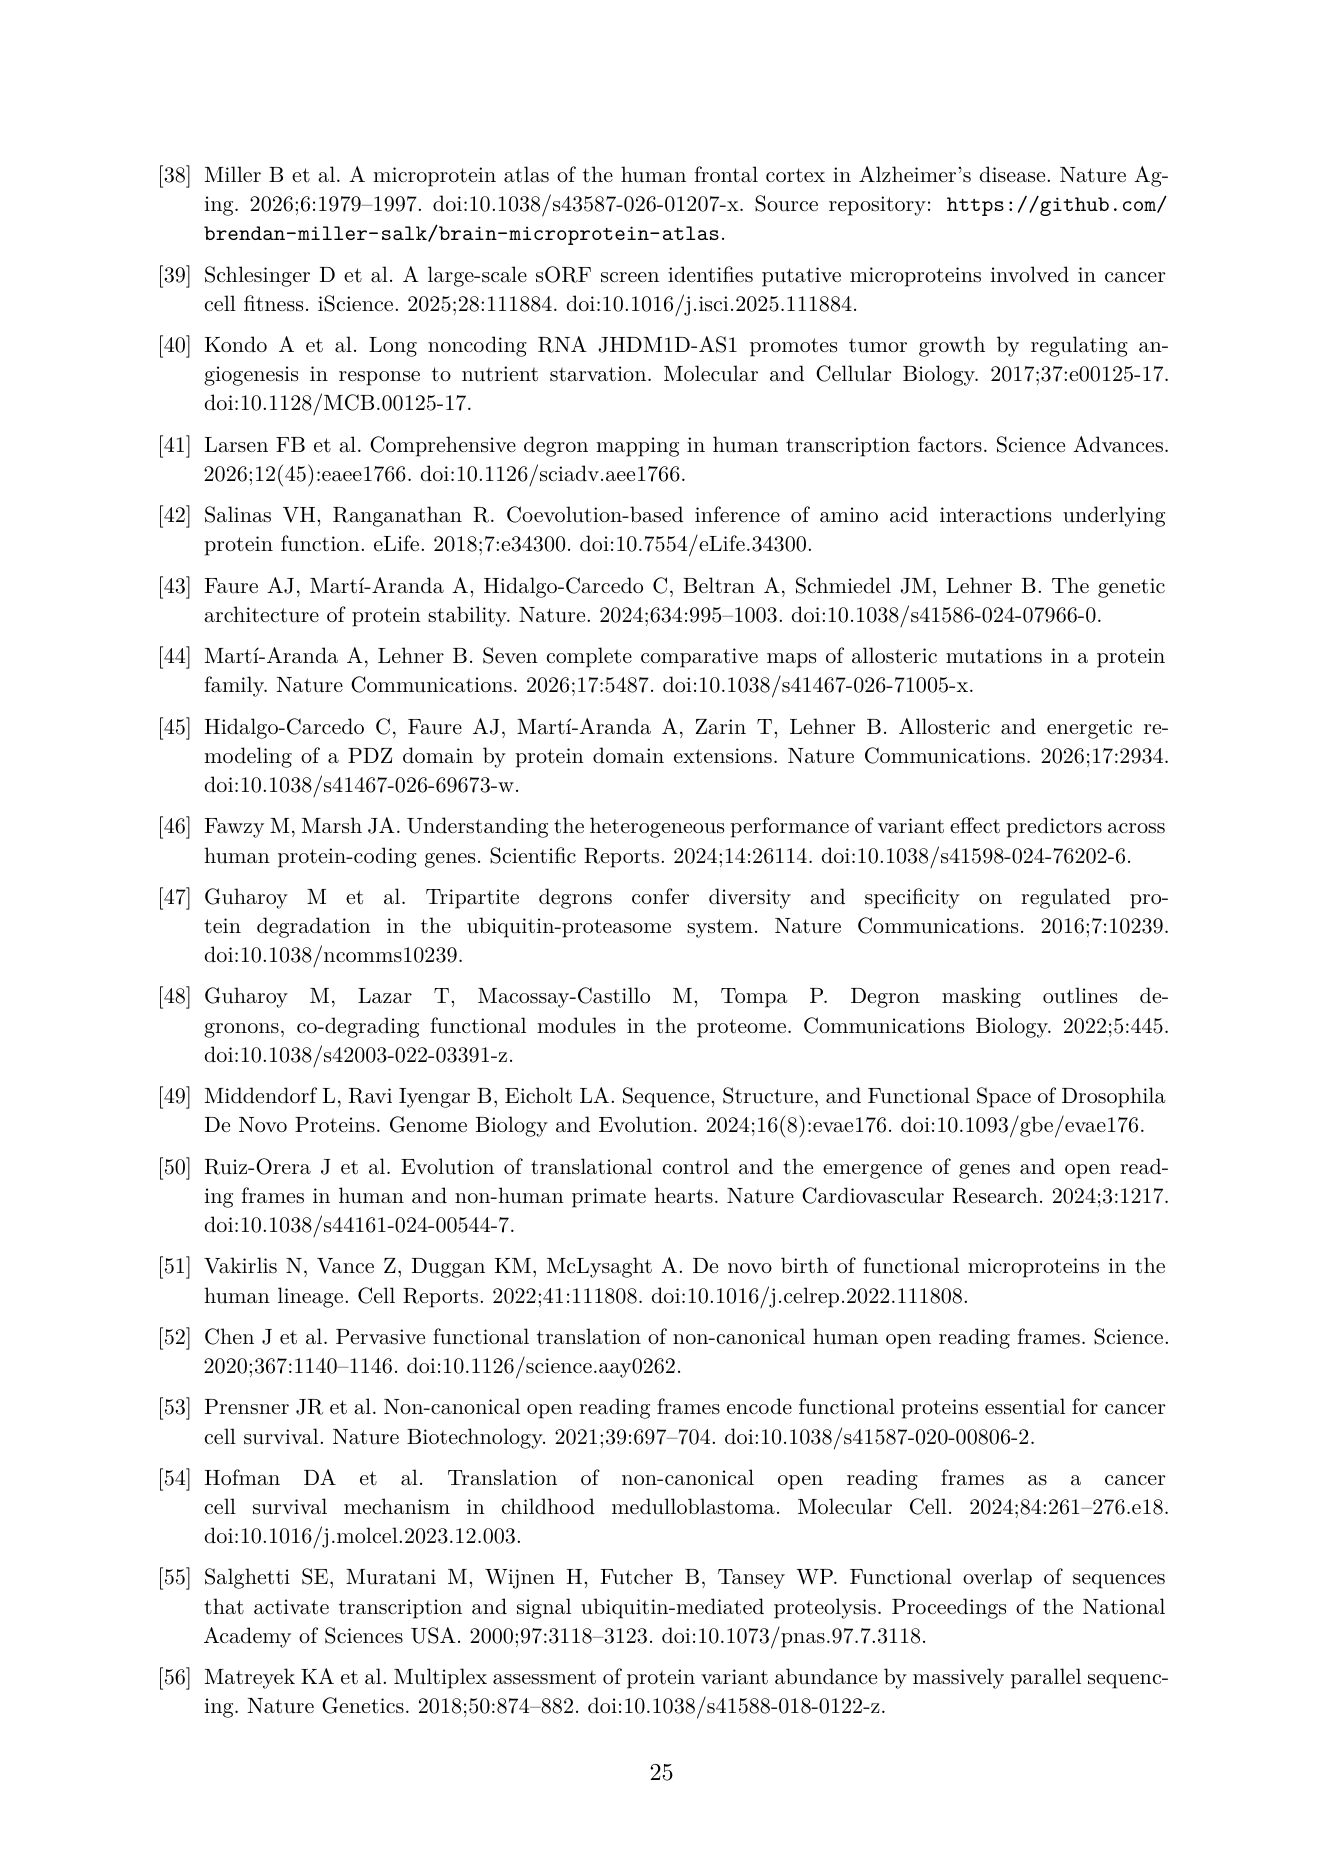 [38] Miller B et al. A microprotein atlas of the human frontal cortex in Alzheimer's disease. Nature Ag-
ing. 2026;6:1979–1997. doi:10.1038/s43587-026-01207-x. Source repository: https://github.com/
brendan-miller-salk/brain-microprotein-atlas.
[39] Schlesinger D et al. A large-scale sORF screen identifies putative microproteins involved in cancer
cell fitness. iScience. 2025;28:111884. doi:10.1016/j.isci.2025.111884.
[40] Kondo A et al. Long noncoding RNA JHDM1D-AS1 promotes tumor growth by regulating an-
giogenesis in response to nutrient starvation. Molecular and Cellular Biology. 2017;37:e00125-17.
doi:10.1128/MCB.00125-17.
[41] Larsen FB et al. Comprehensive degron mapping in human transcription factors. Science Advances.
2026;12(45):eaee1766. doi:10.1126/sciadv.aee1766.
[42] Salinas VH, Ranganathan R. Coevolution-based inference of amino acid interactions underlying
protein function. eLife. 2018;7:e34300. doi:10.7554/eLife.34300.
[43] Faure AJ, Martí-Aranda A, Hidalgo-Carcedo C, Beltran A, Schmiedel JM, Lehner B. The genetic
architecture of protein stability. Nature. 2024;634:995–1003. doi:10.1038/s41586-024-07966-0.
[44] Martí-Aranda A, Lehner B. Seven complete comparative maps of allosteric mutations in a protein
family. Nature Communications. 2026;17:5487. doi:10.1038/s41467-026-71005-x.
[45] Hidalgo-Carcedo C, Faure AJ, Martí-Aranda A, Zarin T, Lehner B. Allosteric and energetic re-
modeling of a PDZ domain by protein domain extensions. Nature Communications. 2026;17:2934.
doi:10.1038/s41467-026-69673-w.
[46] Fawzy M, Marsh JA. Understanding the heterogeneous performance of variant effect predictors across
human protein-coding genes. Scientific Reports. 2024;14:26114. doi:10.1038/s41598-024-76202-6.
[47] Guharoy M et al. Tripartite degrons confer diversity and specificity on regulated pro-
tein degradation in the ubiquitin-proteasome system. Nature Communications. 2016;7:10239.
doi:10.1038/ncomms10239.
[48] Guharoy M, Lazar T, Macossay-Castillo M, Tompa P. Degron masking outlines de-
gronons, co-degrading functional modules in the proteome. Communications Biology. 2022;5:445.
doi:10.1038/s42003-022-03391-z.
[49] Middendorf L, Ravi Iyengar B, Eicholt LA. Sequence, Structure, and Functional Space of Drosophila
De Novo Proteins. Genome Biology and Evolution. 2024;16(8):evae176. doi:10.1093/gbe/evae176.
[50] Ruiz-Orera J et al. Evolution of translational control and the emergence of genes and open read-
ing frames in human and non-human primate hearts. Nature Cardiovascular Research. 2024;3:1217.
doi:10.1038/s44161-024-00544-7.
[51] Vakirlis N, Vance Z, Duggan KM, McLysaght A. De novo birth of functional microproteins in the
human lineage. Cell Reports. 2022;41:111808. doi:10.1016/j.celrep.2022.111808.
[52] Chen J et al. Pervasive functional translation of non-canonical human open reading frames. Science.
2020;367:1140–1146. doi:10.1126/science.aay0262.
[53] Prensner JR et al. Non-canonical open reading frames encode functional proteins essential for cancer
cell survival. Nature Biotechnology. 2021;39:697–704. doi:10.1038/s41587-020-00806-2.
[54] Hofman DA et al. Translation of non-canonical open reading frames as a cancer
cell survival mechanism in childhood medulloblastoma. Molecular Cell. 2024;84:261–276.e18.
doi:10.1016/j.molcel.2023.12.003.
[55] Salghetti SE, Muratani M, Wijnen H, Futcher B, Tansey WP. Functional overlap of sequences
that activate transcription and signal ubiquitin-mediated proteolysis. Proceedings of the National
Academy of Sciences USA. 2000;97:3118–3123. doi:10.1073/pnas.97.7.3118.
[56] Matreyek KA et al. Multiplex assessment of protein variant abundance by massively parallel sequenc-
ing. Nature Genetics. 2018;50:874–882. doi:10.1038/s41588-018-0122-z.
25